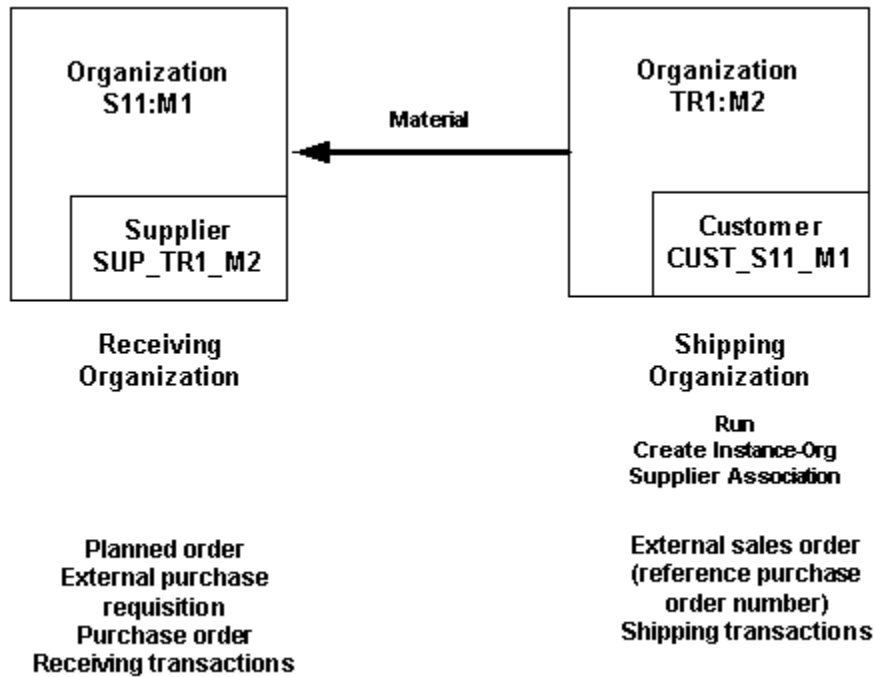 Organization
S11:M1
Supplier
SUP_TR1_M2
Material
Organization
TR1:M2
Customer
CUST_S11_M1
Receiving
Organization
Shipping
Organization
Run
Create Instance-Org
Supplier Association
Planned order
External purchase
requisition
Purchase order
Receiving transactions
External sales order
(reference purchase
order number)
Shipping transactions